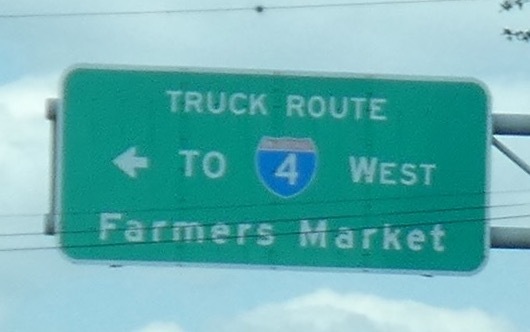 TRUCK ROUTE
TO 4 WEST
Farmers Market